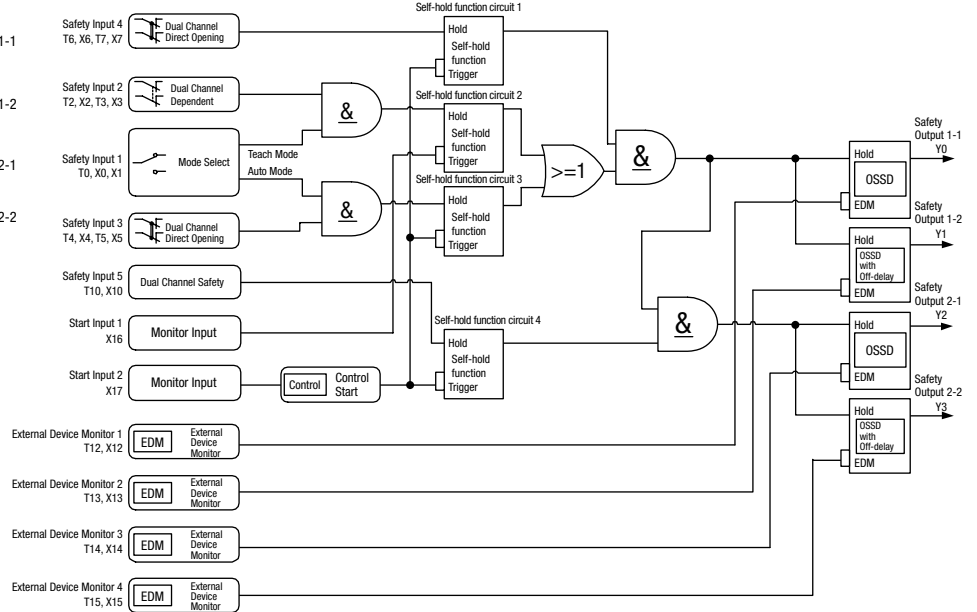 Self-hold function circuit 1
1-1
1-2
2-1
2-2
Safety Input 4
T6, X6, T7, X7
Dual Channel
Direct Opening
Hold
Self-hold
function
Trigger
Safety Input 2
T2, X2, T3, X3
Dual Channel
Dependent
&
Self-hold function circuit 2
Hold
Self-hold
function
Trigger
Safety Input 1
T0, X0, X1
Mode Select
Teach Mode
Auto Mode
>=1
&
Self-hold function circuit 3
Hold
Self-hold
function
Trigger
&
Safety Input 3
T4, X4, T5, X5
Dual Channel
Direct Opening
Safety Input 5
T10, X10
Dual Channel Safety
Start Input 1
X16
Monitor Input
Self-hold function circuit 4
Hold
Self-hold
function
Trigger
&
Start Input 2
X17
Monitor Input
Control
Control
Start
Safety
Output 1-1
Y0
Hold
OSSD
EDM
Safety
Output 1-2
Y1
Hold
OSSD
with
Off-delay
EDM
Safety
Output 2-1
Y2
Hold
OSSD
EDM
Safety
Output 2-2
Y3
Hold
OSSD
with
Off-delay
EDM
External Device Monitor 1
T12, X12
EDM
External
Device
Monitor
External Device Monitor 2
T13, X13
EDM
External
Device
Monitor
External Device Monitor 3
T14, X14
EDM
External
Device
Monitor
External Device Monitor 4
T15, X15
EDM
External
Device
Monitor